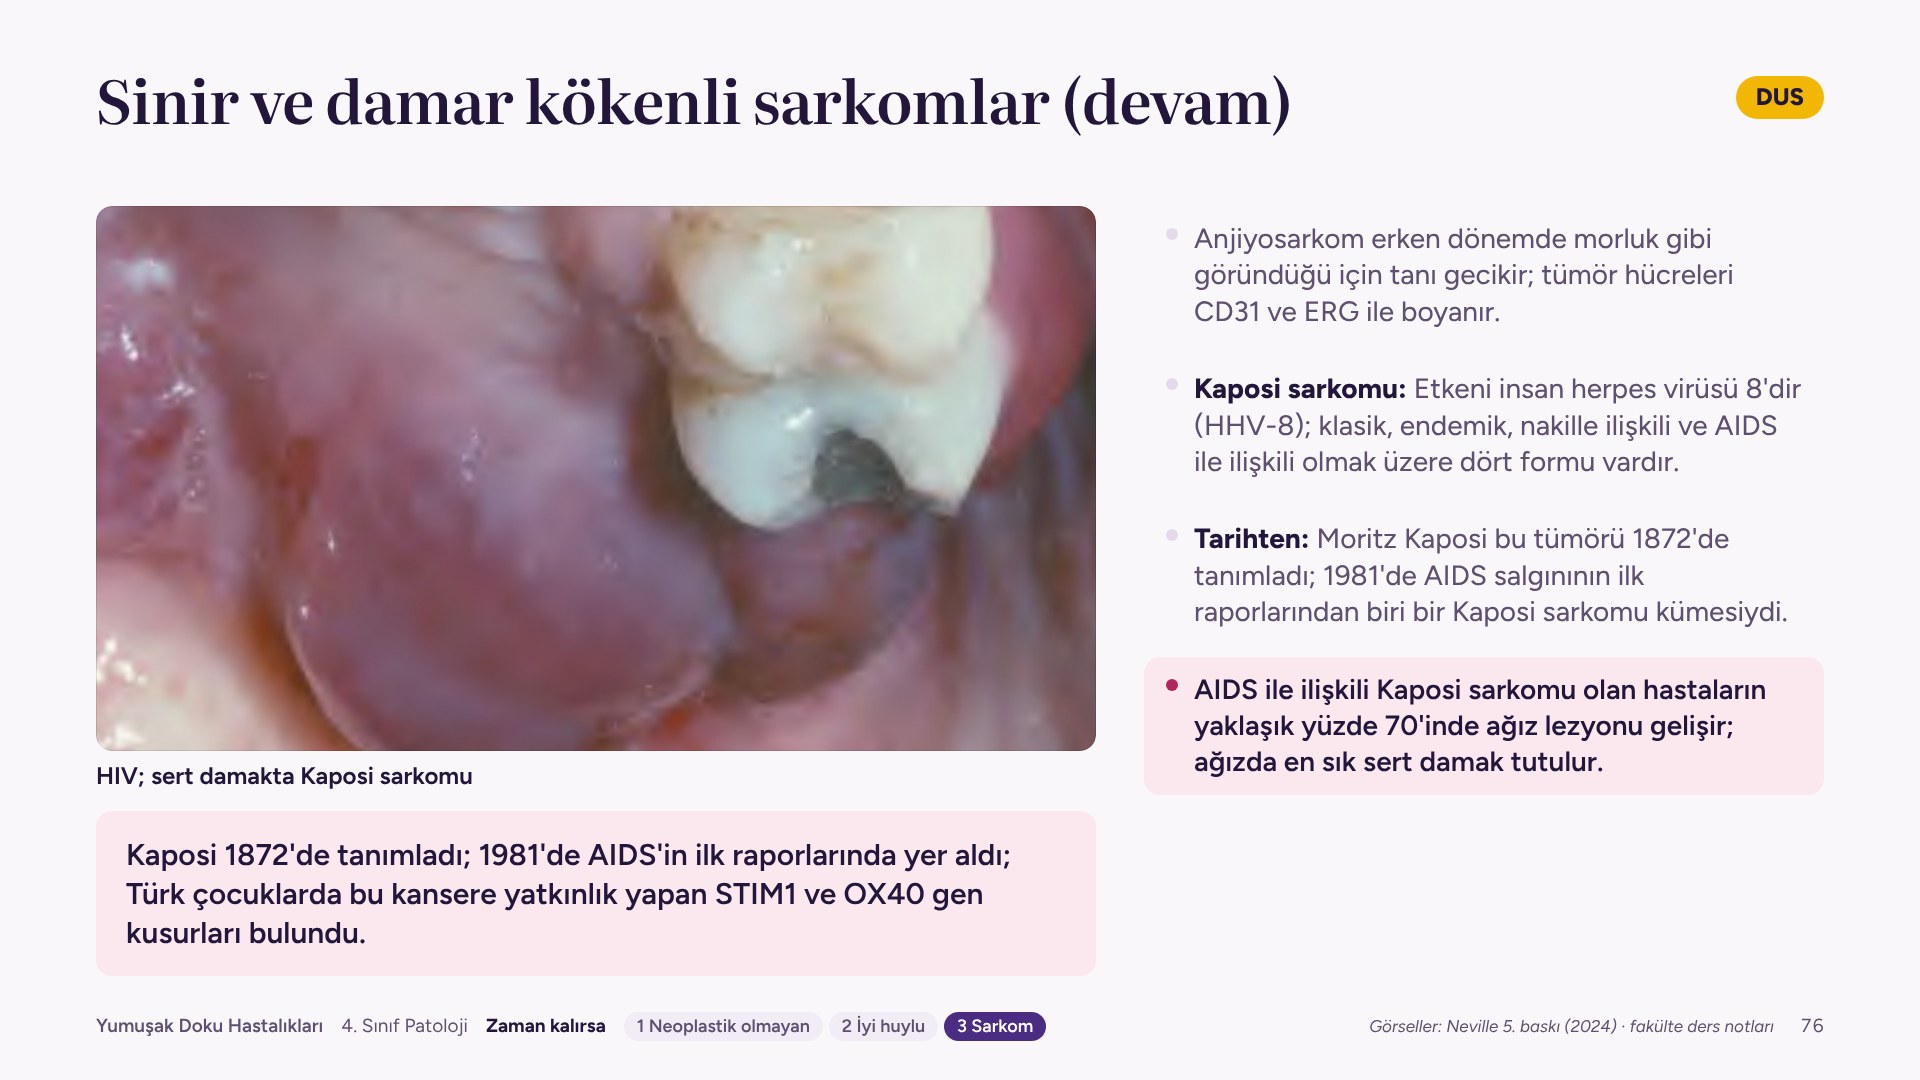 Sinir ve damar kökenli sarkomlar (devam)
DUS
HIV; sert damakta Kaposi sarkomu
Kaposi 1872'de tanımladı; 1981'de AIDS'in ilk raporlarında yer aldı;
Türk çocuklarda bu kansere yatkınlık yapan STIM1 ve OX40 gen
kusurları bulundu.
Anjiyosarkom erken dönemde morluk gibi
göründüğü için tanı gecikir; tümör hücreleri
CD31 ve ERG ile boyanır.
Kaposi sarkomu: Etkeni insan herpes virüsü 8'dir
(HHV-8); klasik, endemik, nakille ilişkili ve AIDS
ile ilişkili olmak üzere dört formu vardır.
Tarihten: Moritz Kaposi bu tümörü 1872'de
tanımladı; 1981'de AIDS salgınının ilk
raporlarından biri bir Kaposi sarkomu kümesiydi.
AIDS ile ilişkili Kaposi sarkomu olan hastaların
yaklaşık yüzde 70'inde ağız lezyonu gelişir;
ağızda en sık sert damak tutulur.
Yumuşak Doku Hastalıkları 4. Sınıf Patoloji Zaman kalırsa 1 Neoplastik olmayan 2 İyi huylu 3 Sarkom
Görseller: Neville 5. baskı (2024) · fakülte ders notları 76